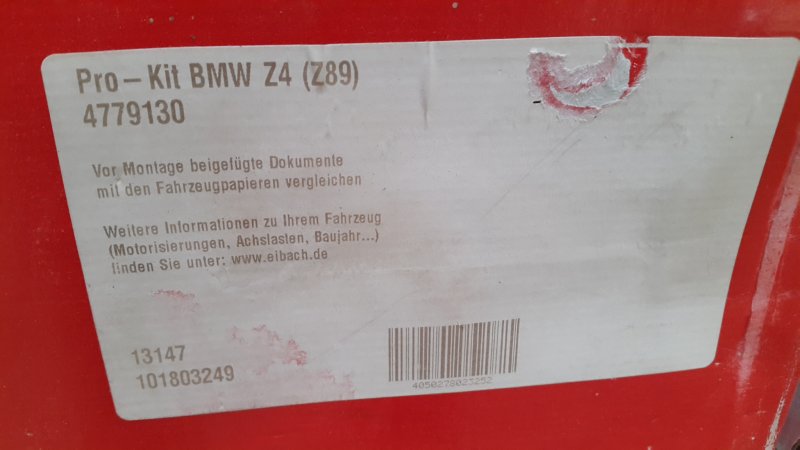 Pro – Kit BMW Z4 (Z89)
4779130
Vor Montage beigefügte Dokumente
mit den Fahrzeugpapieren vergleichen
Weitere Informationen zu Ihrem Fahrzeug
(Motorisierungen, Achslasten, Baujahr...)
finden Sie unter: www.eibach.de
13147
101803249
4050278023252